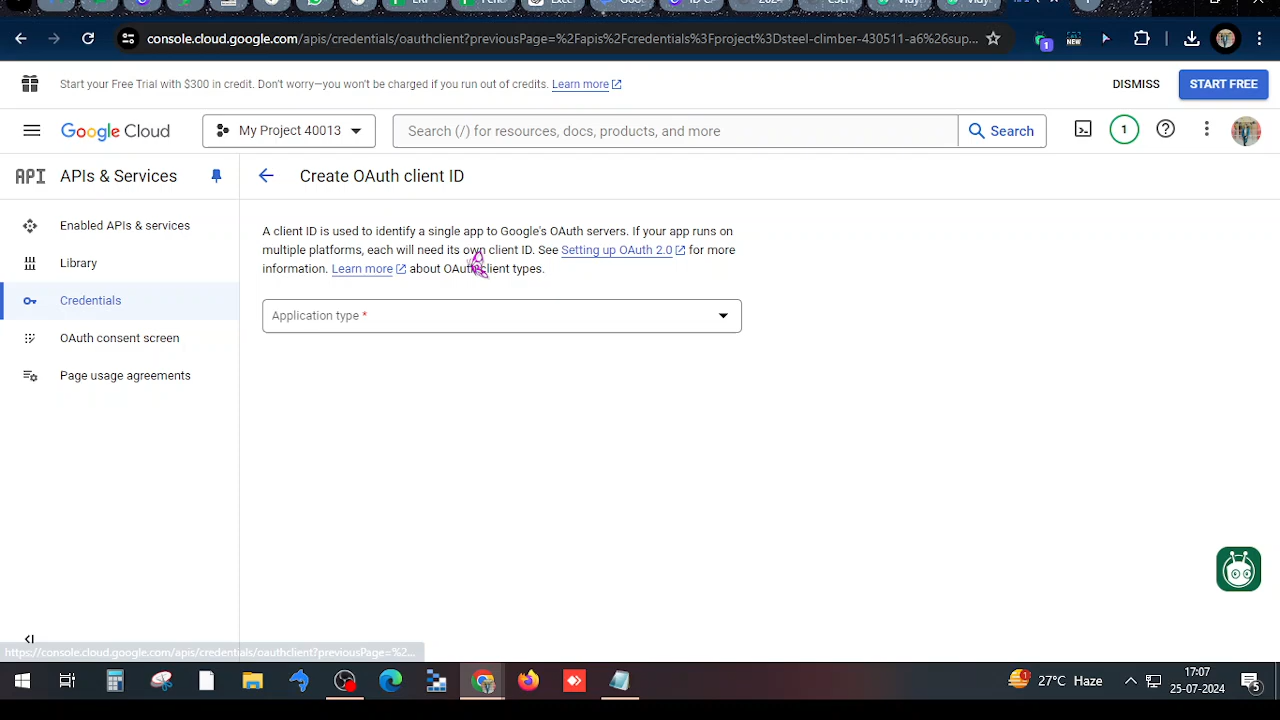 console.cloud.google.com/apis/credentials/oauthclient?previousPage=%2Fapis%2Fcredentials%3Fproject%3Dsteel-climber-430511-a6%26sup...
1
NEW
Start your Free Trial with $300 in credit. Don't worry—you won't be charged if you run out of credits. Learn more
DISMISS
START FREE
Google Cloud
My Project 40013
Search (/) for resources, docs, products, and more
Search
1
API APIs & Services
Create OAuth client ID
Enabled APIs & services
Library
Credentials
OAuth consent screen
Page usage agreements
A client ID is used to identify a single app to Google's OAuth servers. If your app runs on
multiple platforms, each will need its own client ID. See Setting up OAuth 2.0 for more
information. Learn more about OAuth client types.
Application type *
https://console.cloud.google.com/apis/credentials/oauthclient?previousPage=%2...
1
27°C Haze
17:07
25-07-2024
5